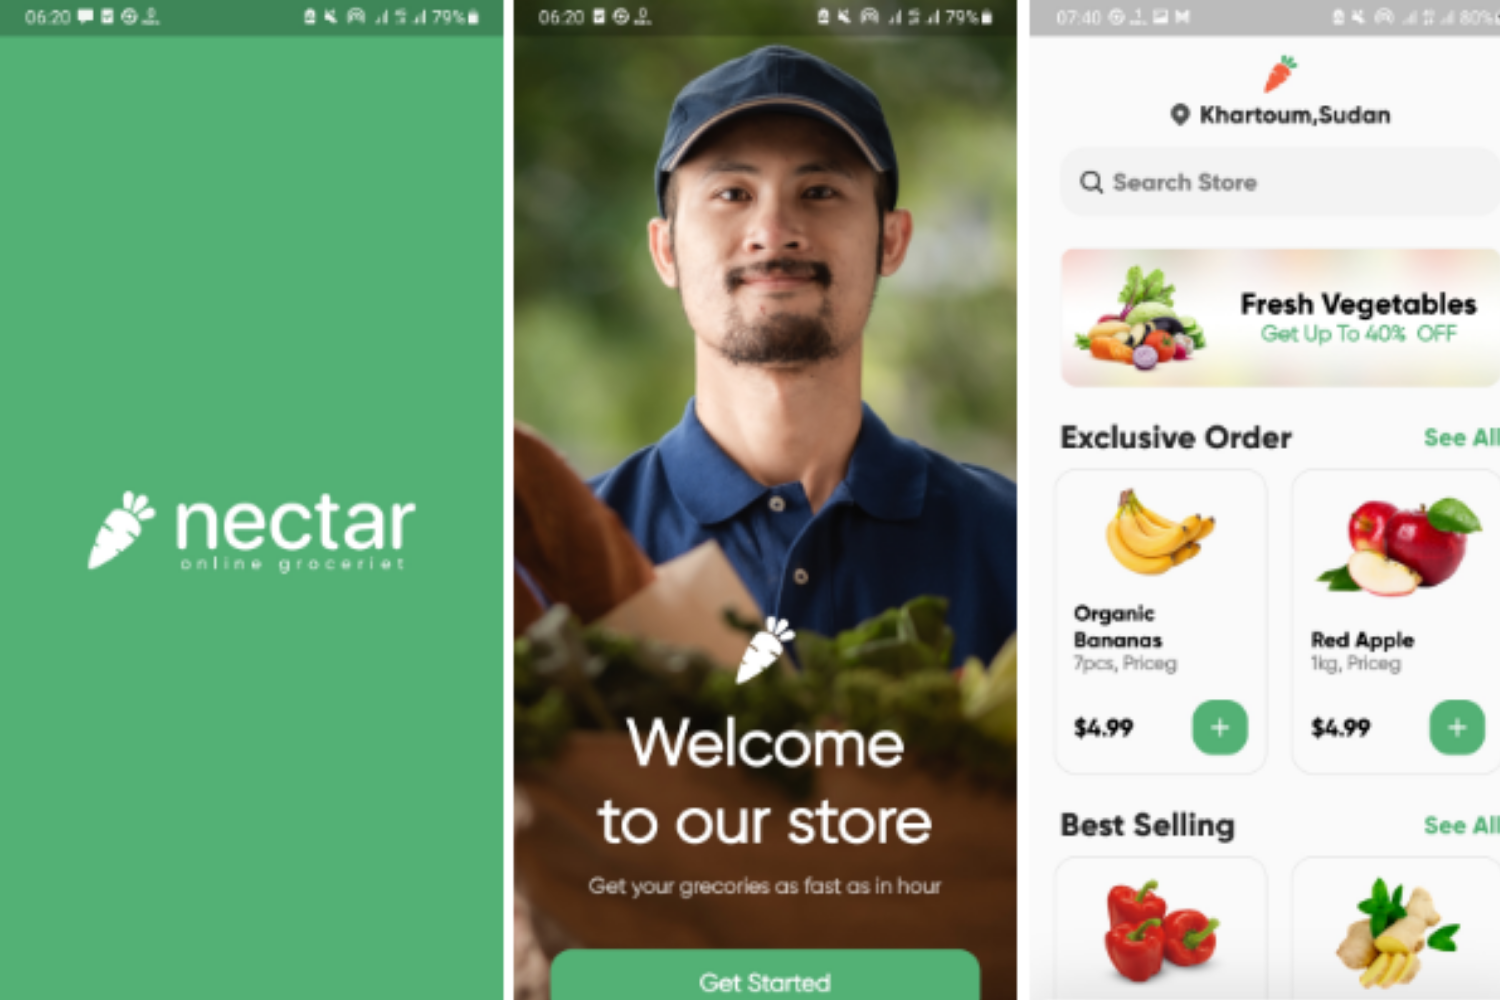 06:20
79%
nectar
online groceriet
06:20
79%
Welcome
to our store
Get your grecories as fast as in hour
Get Started
07:40
80%
Khartoum,Sudan
Search Store
Fresh Vegetables
Get Up To 40% OFF
Exclusive Order
See All
Organic
Bananas
7pcs, Priceg
$4.99
+
Red Apple
1kg, Priceg
$4.99
+
Best Selling
See All